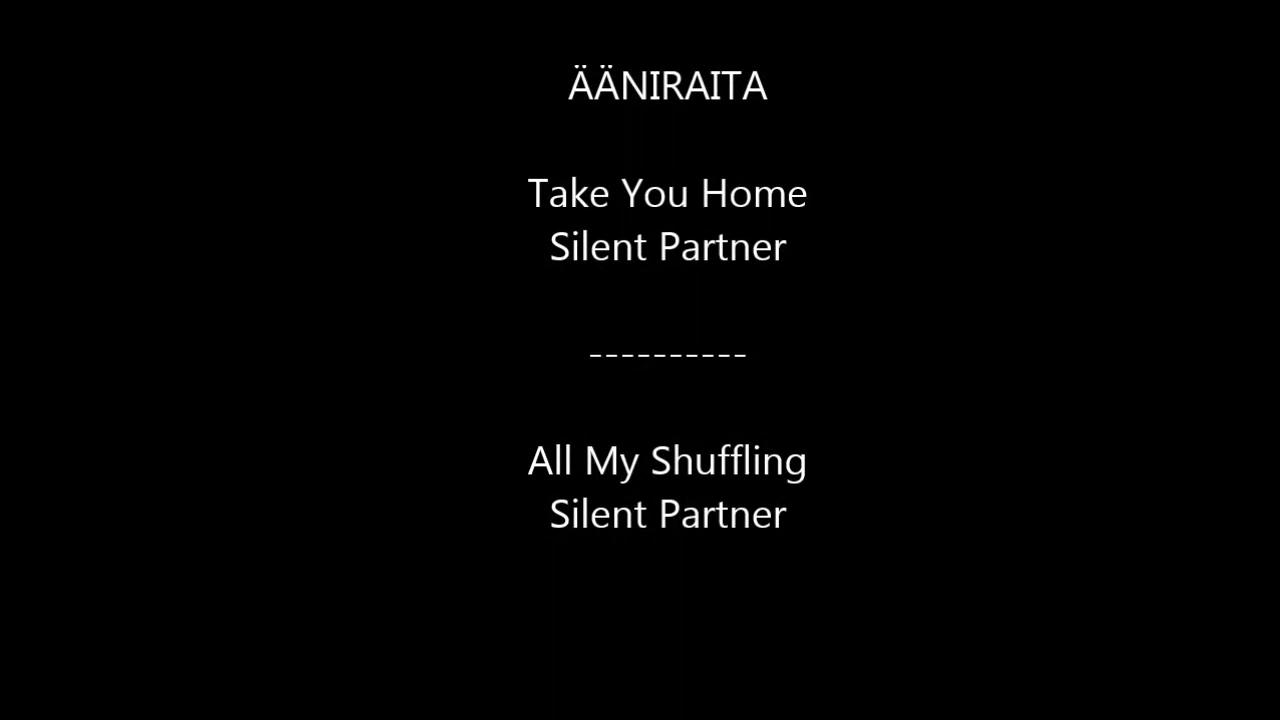 ÄÄNIRAITA
Take You Home
Silent Partner
----------
All My Shuffling
Silent Partner